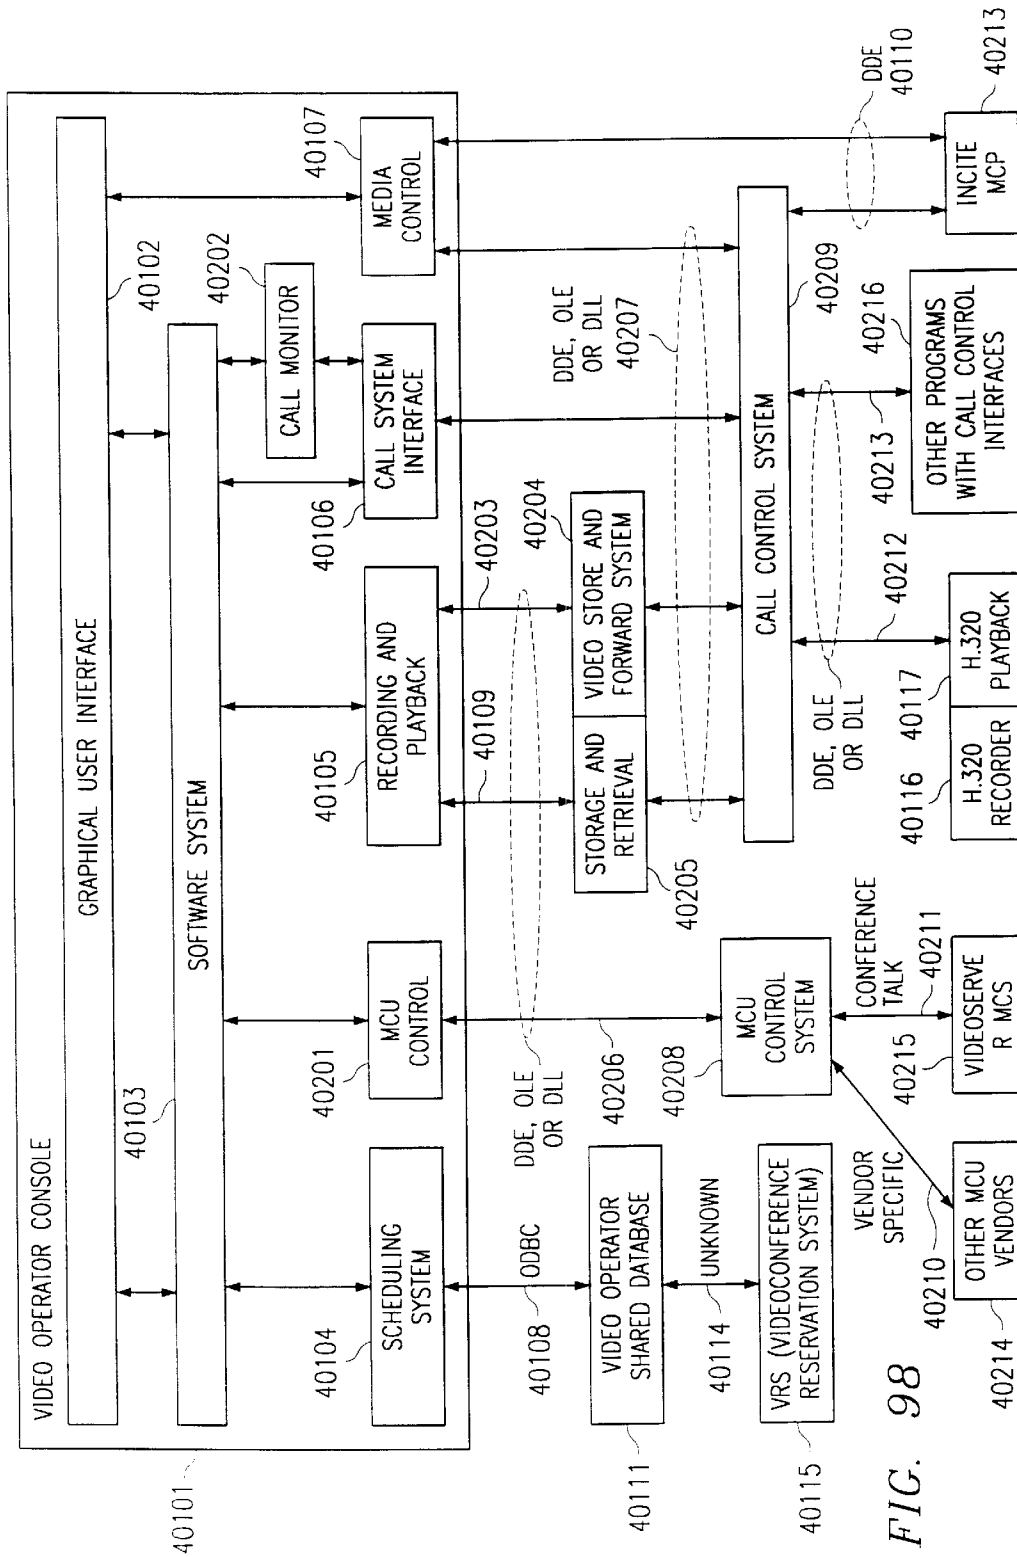 VIDEO OPERATOR CONSOLE
40101
GRAPHICAL USER INTERFACE
40102
40103
SOFTWARE SYSTEM
CALL MONITOR
40202
40104
SCHEDULING
SYSTEM
40201
MCU
CONTROL
40105
RECORDING AND
PLAYBACK
40106
CALL SYSTEM
INTERFACE
MEDIA
CONTROL
40107
40108
ODBC
DDE, OLE
OR DLL
40206
40109
40203
DDE, OLE
OR DLL
40207
DDE
40110
40111
VIDEO OPERATOR
SHARED DATABASE
40205
STORAGE AND
RETRIEVAL
VIDEO STORE AND
FORWARD SYSTEM
40204
40114
UNKNOWN
40208
MCU
CONTROL
SYSTEM
CALL CONTROL SYSTEM
40209
40115
VRS (VIDEOCONFERENCE
RESERVATION SYSTEM)
VENDOR
SPECIFIC
40210
CONFERENCE
TALK
40211
DDE, OLE
OR DLL
40212
40213
40214
OTHER MCU
VENDORS
40215
VIDEOSERVE
R MCS
40116
H.320
RECORDER
40117
H.320
PLAYBACK
OTHER PROGRAMS
WITH CALL CONTROL
INTERFACES
40216
INCITE
MCP
40213
FIG. 98